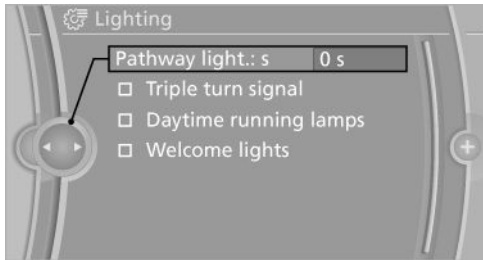 Lighting
Pathway light.: s 0 s
Triple turn signal
Daytime running lamps
Welcome lights